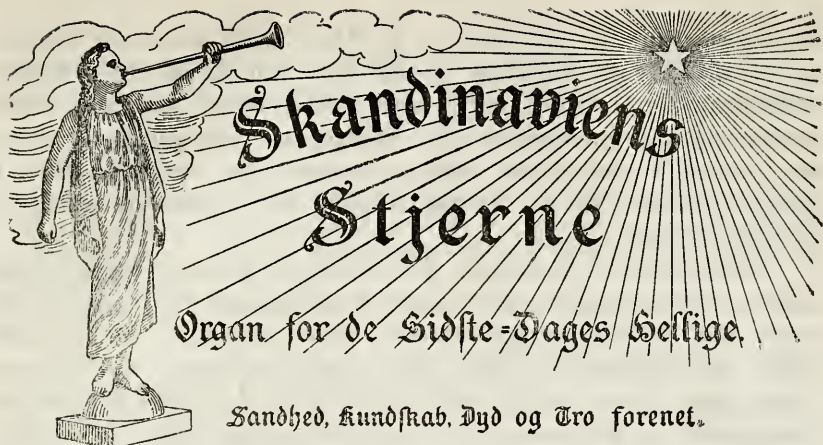 Skandinaviens
Stjerne
Organ for de Sidste=Dages Hellige.
Sandhed, Kundskab, Dyd og Tro forenet.